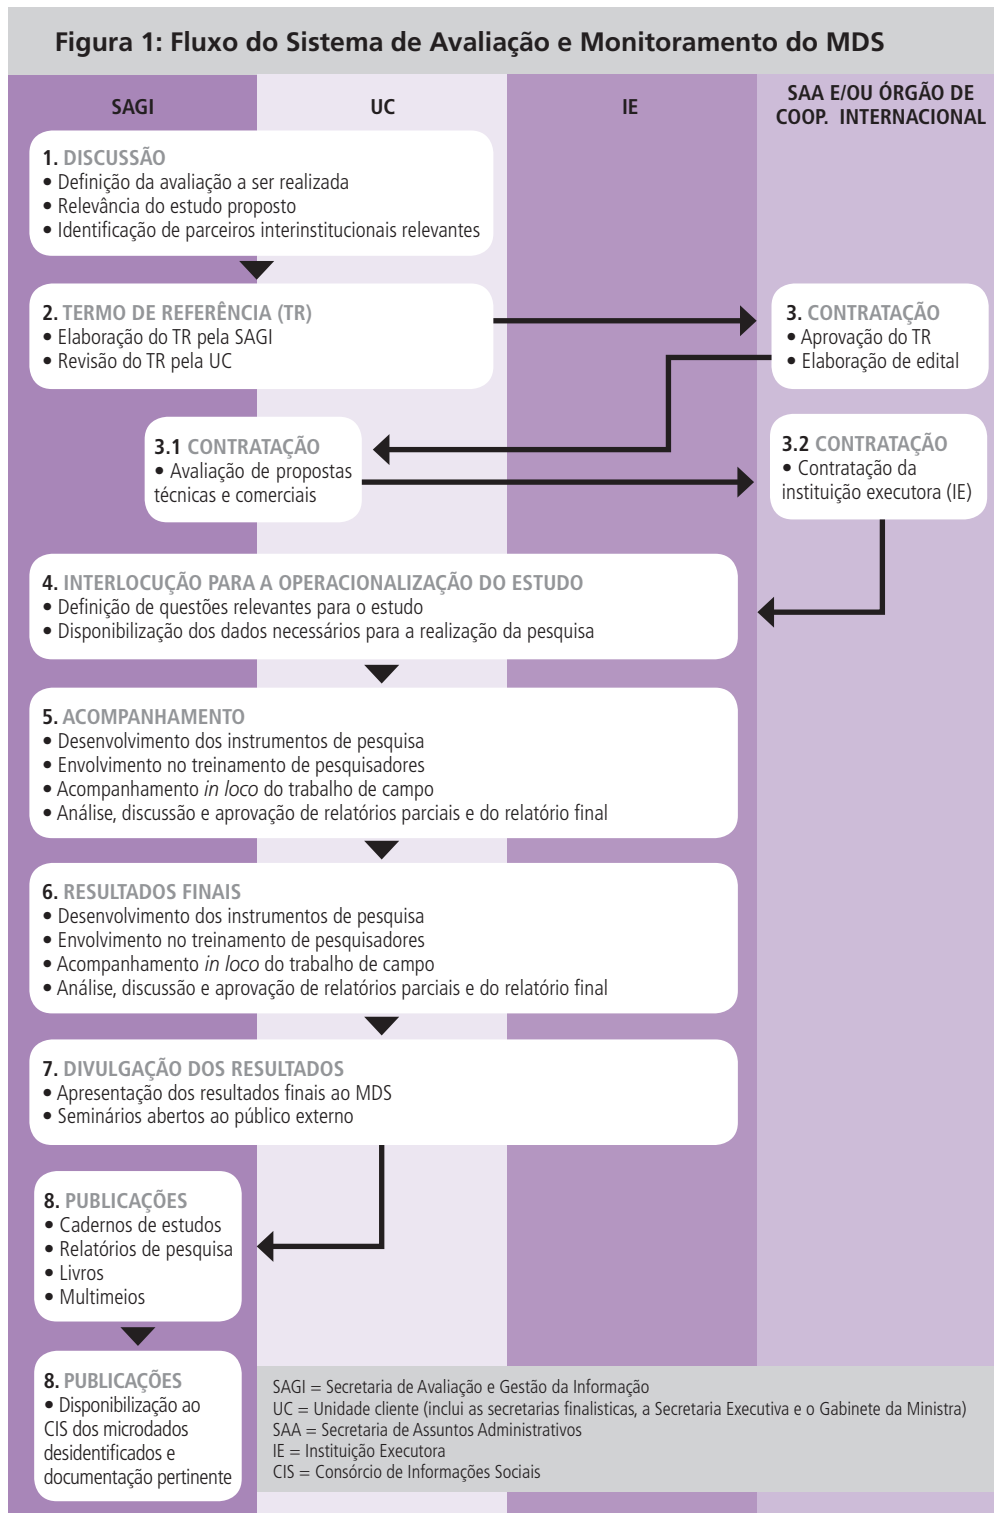 Figura 1: Fluxo do Sistema de Avaliação e Monitoramento do MDS
SAGI
UC
IE
SAA E/OU ÓRGÃO DE
COOP. INTERNACIONAL
1. DISCUSSÃO
• Definição da avaliação a ser realizada
• Relevância do estudo proposto
• Identificação de parceiros interinstitucionais relevantes
2. TERMO DE REFERÊNCIA (TR)
• Elaboração do TR pela SAGI
• Revisão do TR pela UC
3. CONTRATAÇÃO
• Aprovação do TR
• Elaboração de edital
3.1 CONTRATAÇÃO
• Avaliação de propostas
técnicas e comerciais
3.2 CONTRATAÇÃO
• Contratação da
instituição executora (IE)
4. INTERLOCUÇÃO PARA A OPERACIONALIZAÇÃO DO ESTUDO
• Definição de questões relevantes para o estudo
• Disponibilização dos dados necessários para a realização da pesquisa
5. ACOMPANHAMENTO
• Desenvolvimento dos instrumentos de pesquisa
• Envolvimento no treinamento de pesquisadores
• Acompanhamento in loco do trabalho de campo
• Análise, discussão e aprovação de relatórios parciais e do relatório final
6. RESULTADOS FINAIS
• Desenvolvimento dos instrumentos de pesquisa
• Envolvimento no treinamento de pesquisadores
• Acompanhamento in loco do trabalho de campo
• Análise, discussão e aprovação de relatórios parciais e do relatório final
7. DIVULGAÇÃO DOS RESULTADOS
• Apresentação dos resultados finais ao MDS
• Seminários abertos ao público externo
8. PUBLICAÇÕES
• Cadernos de estudos
• Relatórios de pesquisa
• Livros
• Multimeios
8. PUBLICAÇÕES
• Disponibilização ao
CIS dos microdados
desidentificados e
documentação pertinente
SAGI = Secretaria de Avaliação e Gestão da Informação
UC = Unidade cliente (inclui as secretarias finalisticas, a Secretaria Executiva e o Gabinete da Ministra)
SAA = Secretaria de Assuntos Administrativos
IE = Instituição Executora
CIS = Consórcio de Informações Sociais